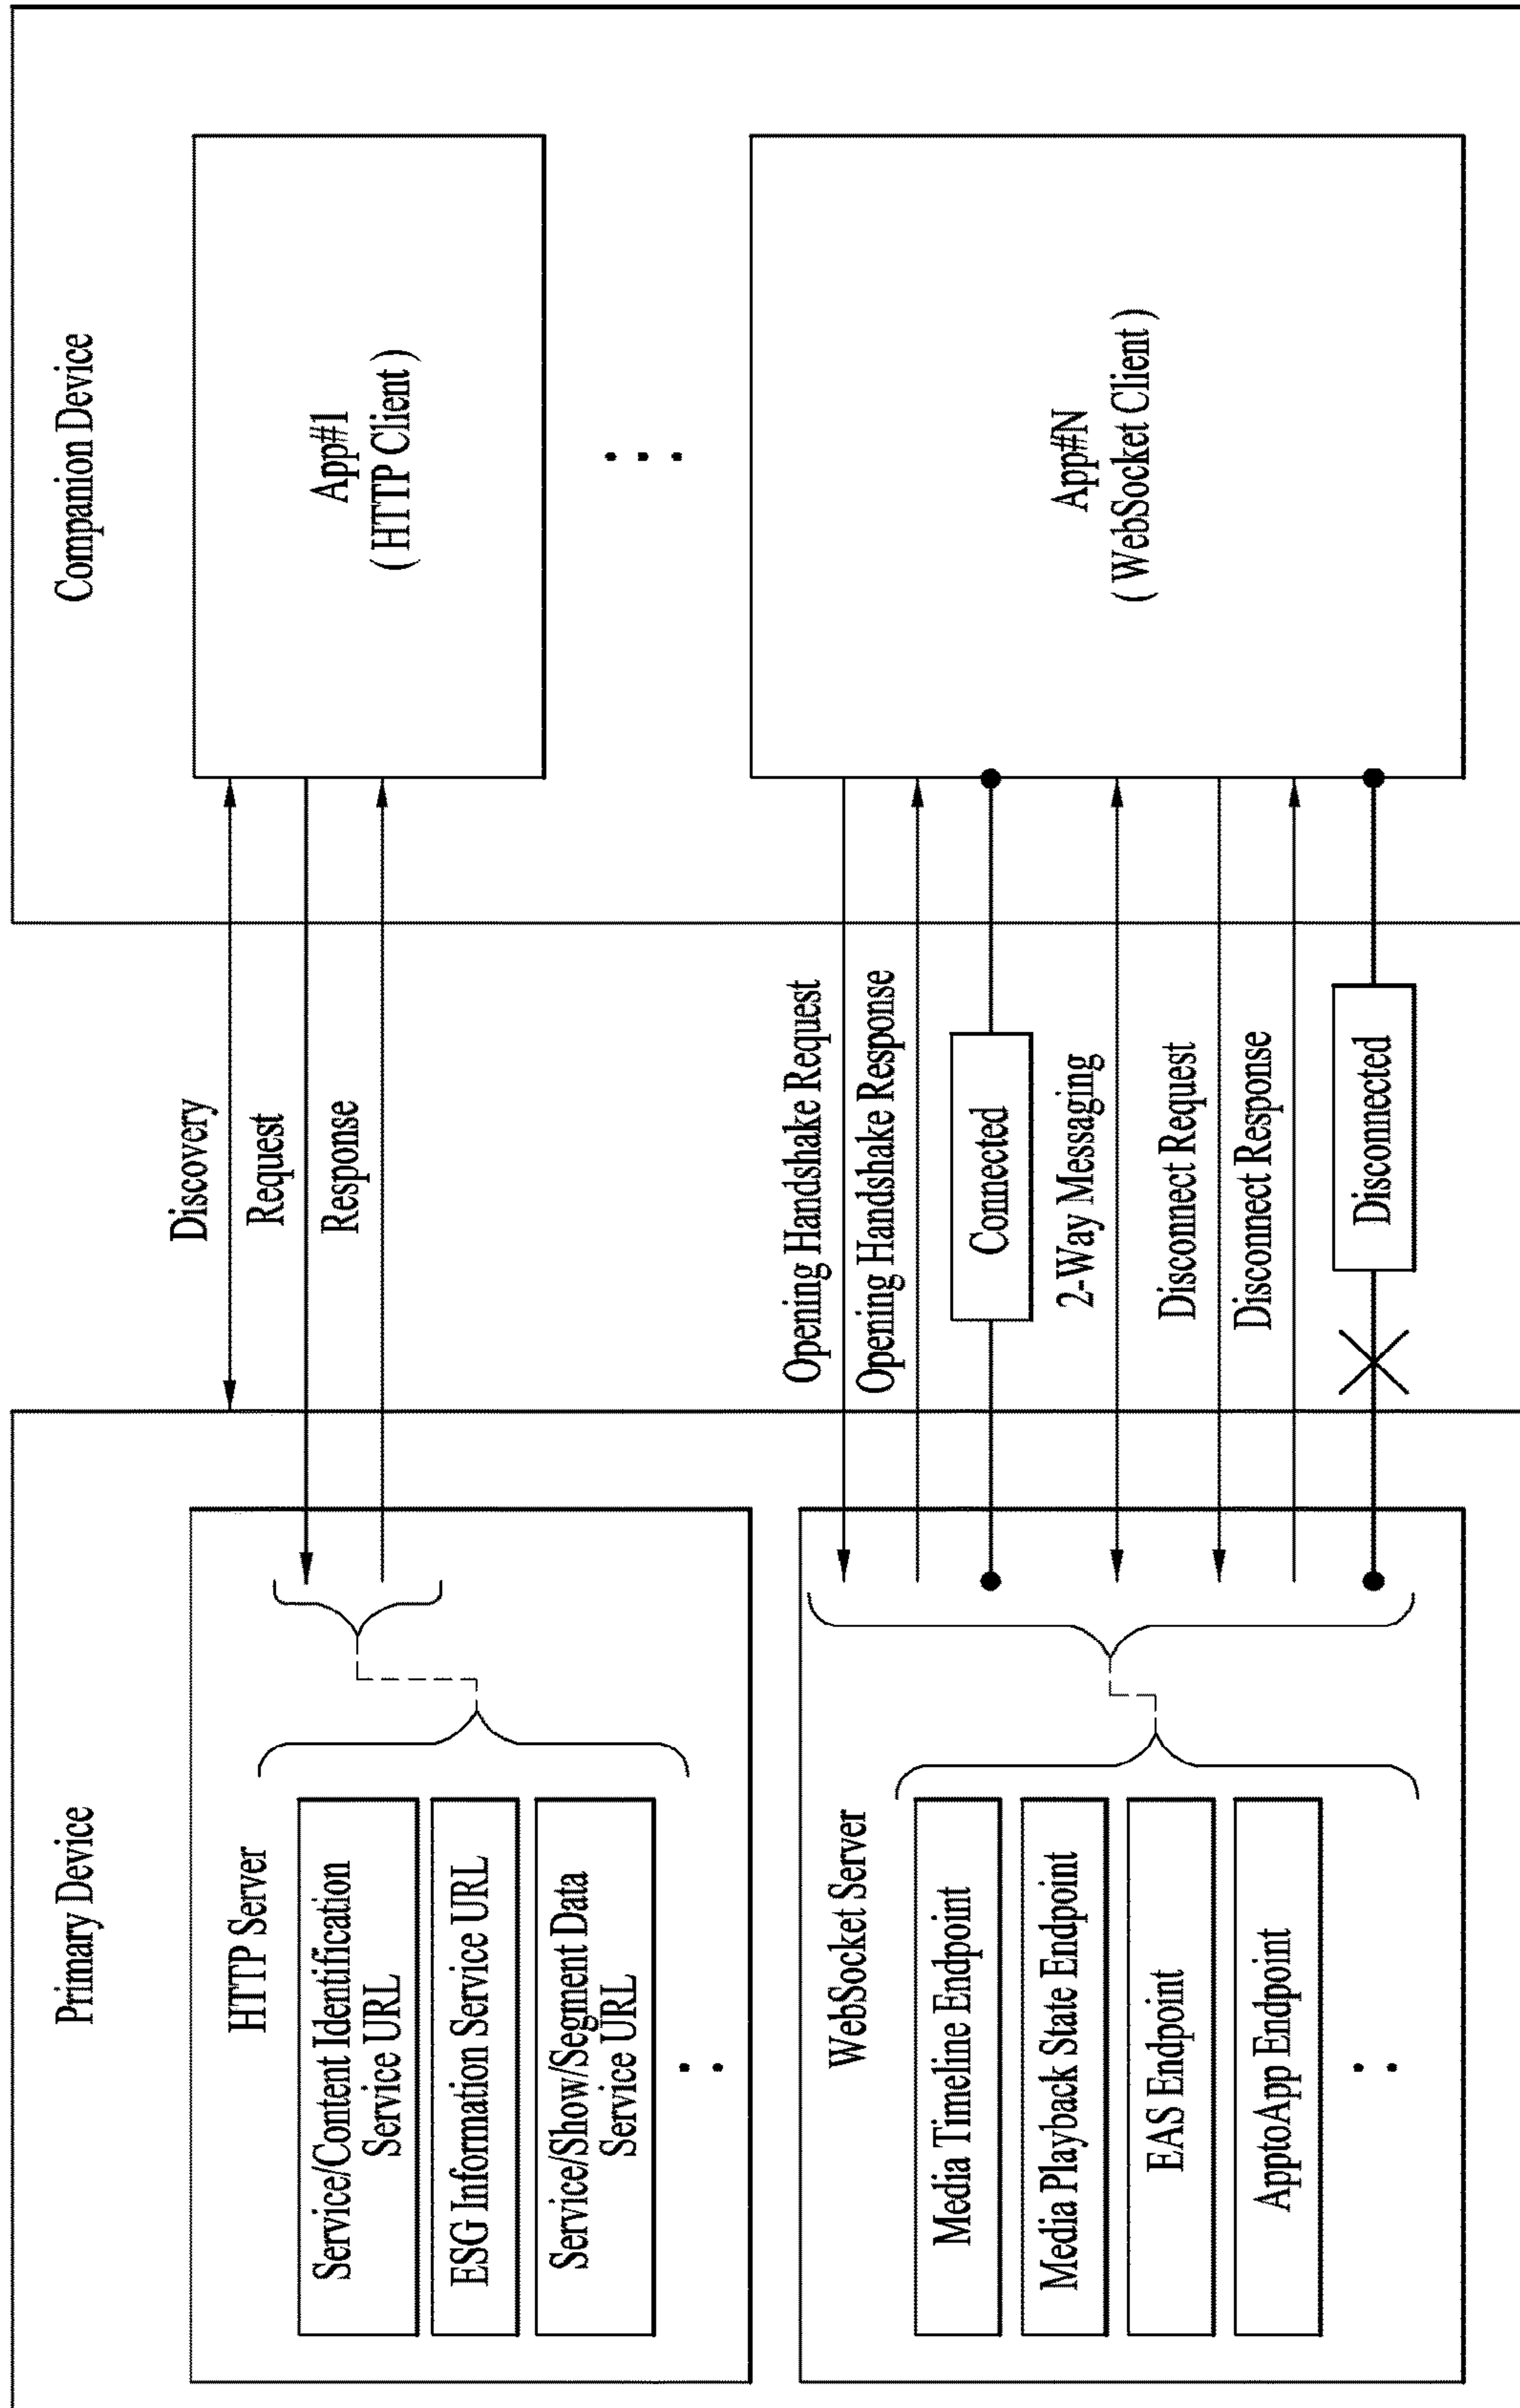 Primary Device
HTTP Server
Service/Content Identification
Service URL
ESG Information Service URL
Service/Show/Segment Data
Service URL
WebSocket Server
Media Timeline Endpoint
Media Playback State Endpoint
EAS Endpoint
ApptoApp Endpoint
Discovery
Request
Response
Opening Handshake Request
Opening Handshake Response
Connected
2-Way Messaging
Disconnect Request
Disconnect Response
Disconnected
Companion Device
App#1
( HTTP Client )
App#N
( WebSocket Client )